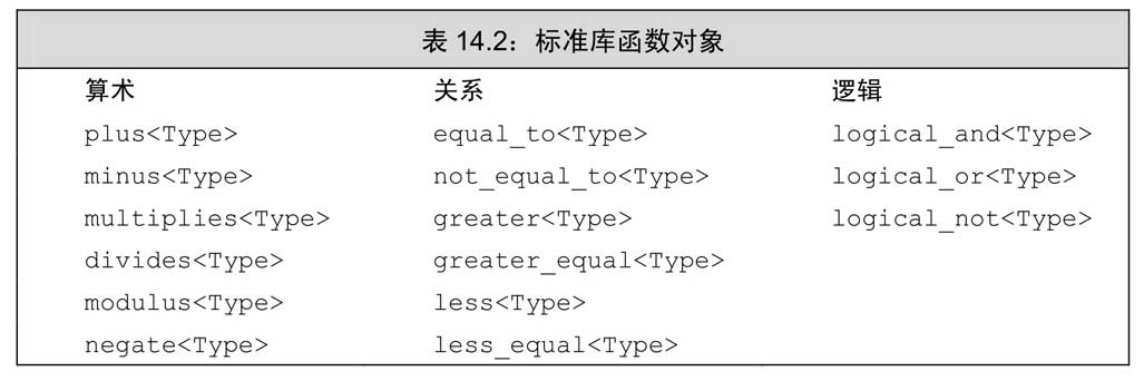 表 14.2：标准库函数对象
算术 关系 逻辑
plus<Type> equal_to<Type> logical_and<Type>
minus<Type> not_equal_to<Type> logical_or<Type>
multiplies<Type> greater<Type> logical_not<Type>
divides<Type> greater_equal<Type>
modulus<Type> less<Type>
negate<Type> less_equal<Type>